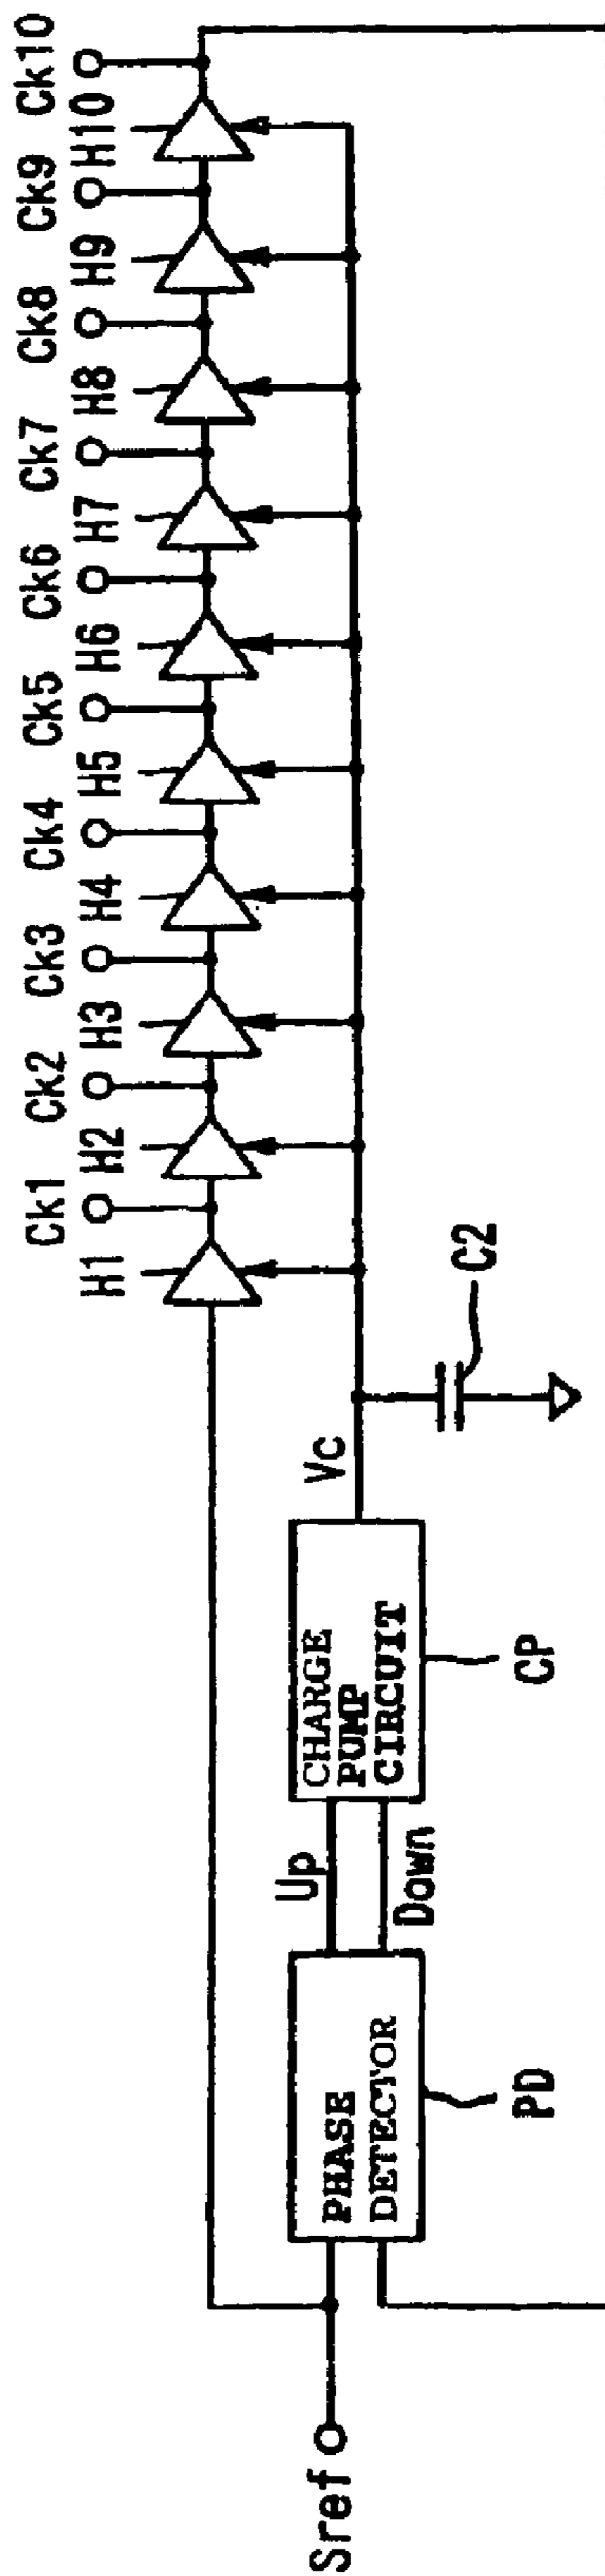 Ck1 Ck2 Ck3 Ck4 Ck5 Ck6 Ck7 Ck8 Ck9 Ck10
H1 H2 H3 H4 H5 H6 H7 H8 H9 H10
Sref
PHASE
DETECTOR
PD
Up
Down
CHARGE
PUMP
CIRCUIT
CP
Vc
C2